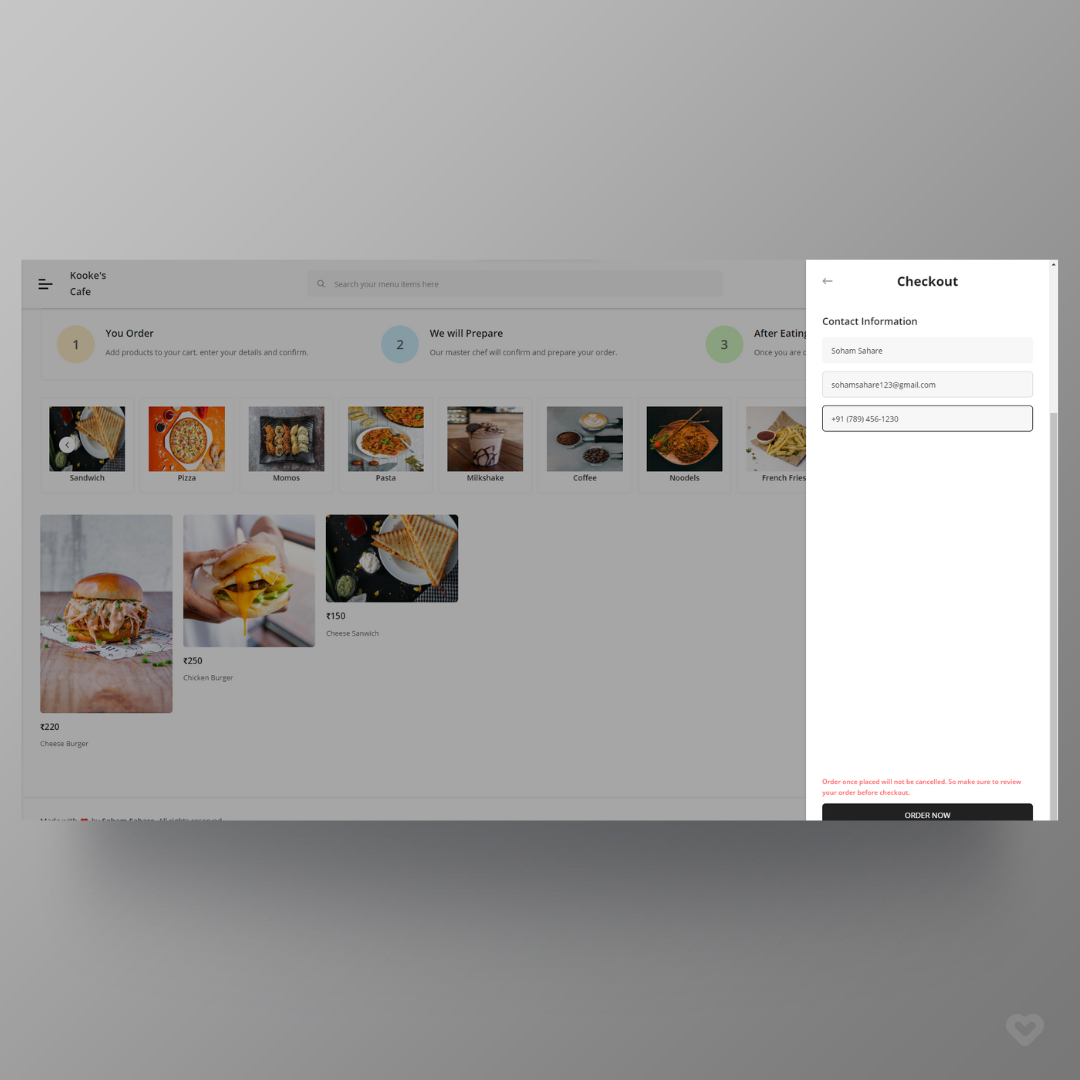 Kooke's
Cafe
Search your menu items here
1
You Order
Add products to your cart, enter your details and confirm.
2
We will Prepare
Our master chef will confirm and prepare your order.
3
After Eating
Once you are
Sandwich
Pizza
Momos
Pasta
Milkshake
Coffee
Noodels
French Fries
₹220
Cheese Burger
₹250
Chicken Burger
₹150
Cheese Sanwich
Made with by Soham Sahare. All rights reserved
Checkout
Contact Information
Soham Sahare
sohamsahare123@gmail.com
+91 (789) 456-1230
Order once placed will not be cancelled. So make sure to review
your order before checkout.
ORDER NOW